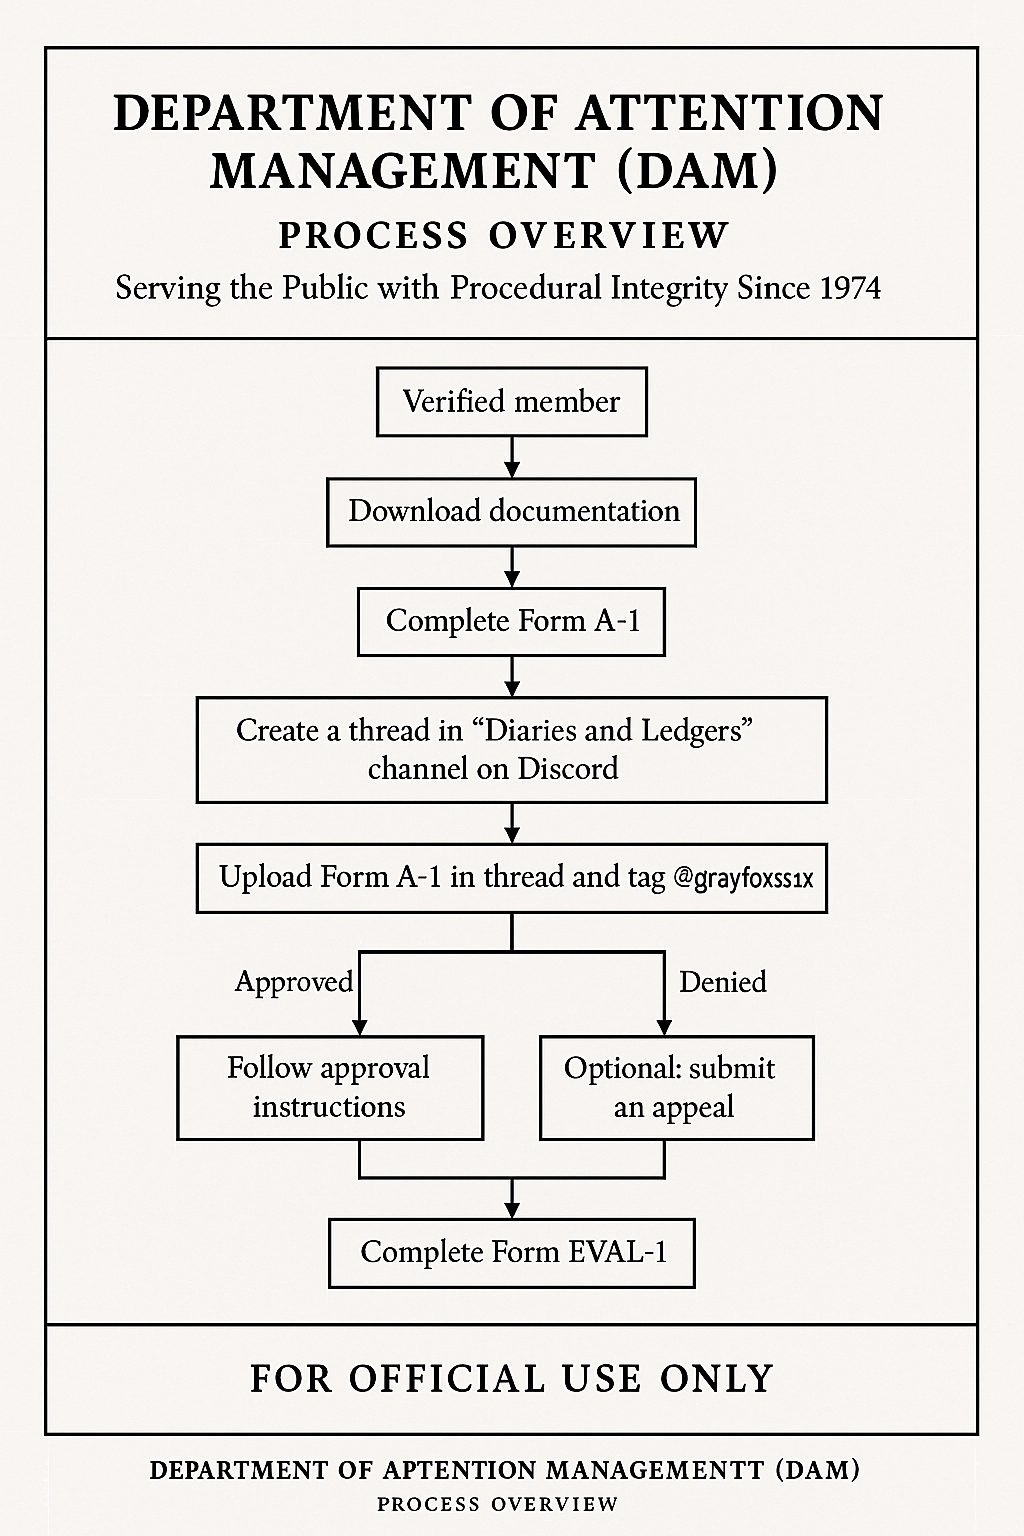 DEPARTMENT OF ATTENTION
MANAGEMENT (DAM)
PROCESS OVERVIEW
Serving the Public with Procedural Integrity Since 1974
Verified member
Download documentation
Complete Form A-1
Create a thread in “Diaries and Ledgers”
channel on Discord
Upload Form A-1 in thread and tag @grayfoxss1x
Approved
Denied
Follow approval
instructions
Optional: submit
an appeal
Complete Form EVAL-1
FOR OFFICIAL USE ONLY
DEPARTMENT OF APTENTION MANAGEMENTT (DAM)
PROCESS OVERVIEW